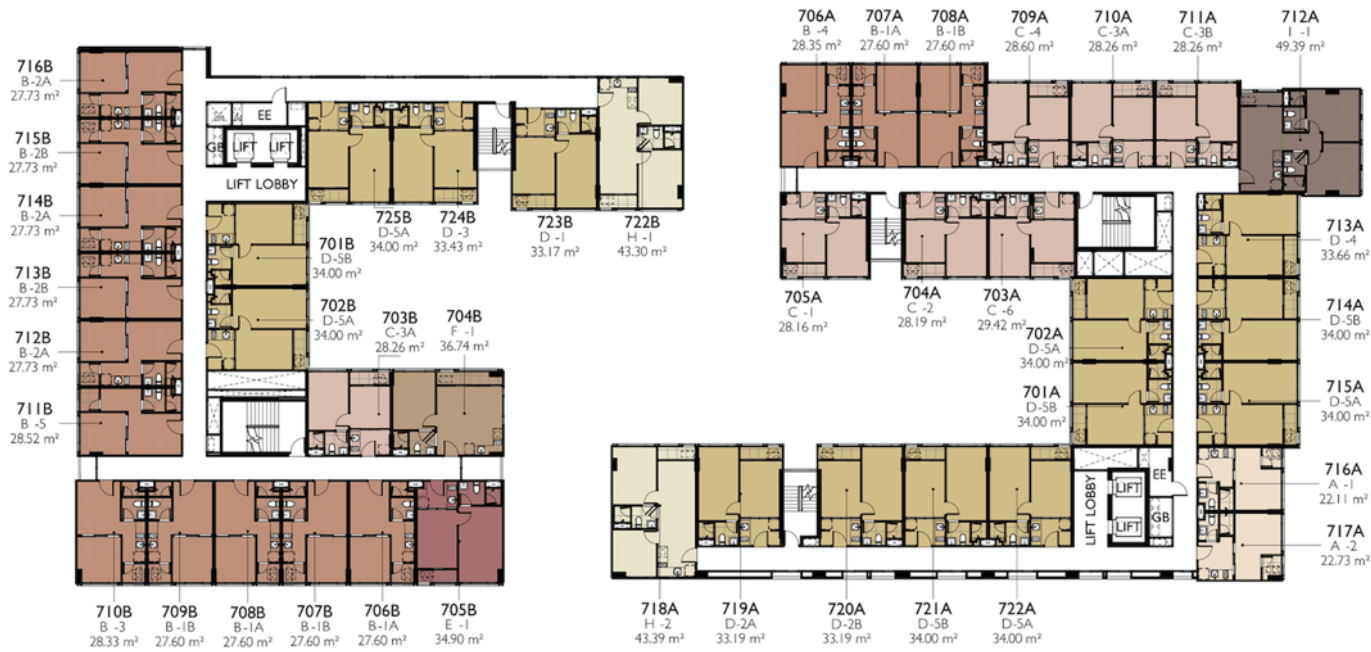 716B
B-2A
27.73 m²
715B
B-2B
27.73 m²
714B
B-2A
27.73 m²
713B
B-2B
27.73 m²
712B
B-2A
27.73 m²
711B
B -5
28.52 m²
EE
GB
LIFT
LIFT
LIFT LOBBY
725B
D-5A
34.00 m²
724B
D -3
33.43 m²
723B
D -1
33.17 m²
722B
H -1
43.30 m²
701B
D-5B
34.00 m²
702B
D-5A
34.00 m²
703B
C-3A
28.26 m²
704B
F -1
36.74 m²
710B
B -3
28.33 m²
709B
B-1B
27.60 m²
708B
B-1A
27.60 m²
707B
B-1B
27.60 m²
706B
B-1A
27.60 m²
705B
E -1
34.90 m²
706A
B -4
28.35 m²
707A
B-1A
27.60 m²
708A
B-1B
27.60 m²
709A
C -4
28.60 m²
710A
C-3A
28.26 m²
711A
C-3B
28.26 m²
712A
I -1
49.39 m²
705A
C -1
28.16 m²
704A
C -2
28.19 m²
703A
C -6
29.42 m²
713A
D -4
33.66 m²
714A
D-5B
34.00 m²
702A
D-5A
34.00 m²
701A
D-5B
34.00 m²
715A
D-5A
34.00 m²
716A
A -1
22.11 m²
717A
A -2
22.73 m²
LIFT LOBBY
LIFT
LIFT
EE
GB
718A
H -2
43.39 m²
719A
D-2A
33.19 m²
720A
D-2B
33.19 m²
721A
D-5B
34.00 m²
722A
D-5A
34.00 m²